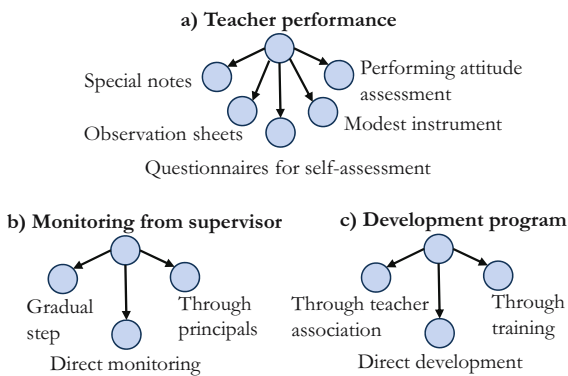 a) Teacher performance
Special notes
Performing attitude
assessment
Observation sheets
Modest instrument
Questionnaires for self-assessment
b) Monitoring from supervisor
Gradual
step
Through
principals
Direct monitoring
c) Development program
Through teacher
association
Through
training
Direct development